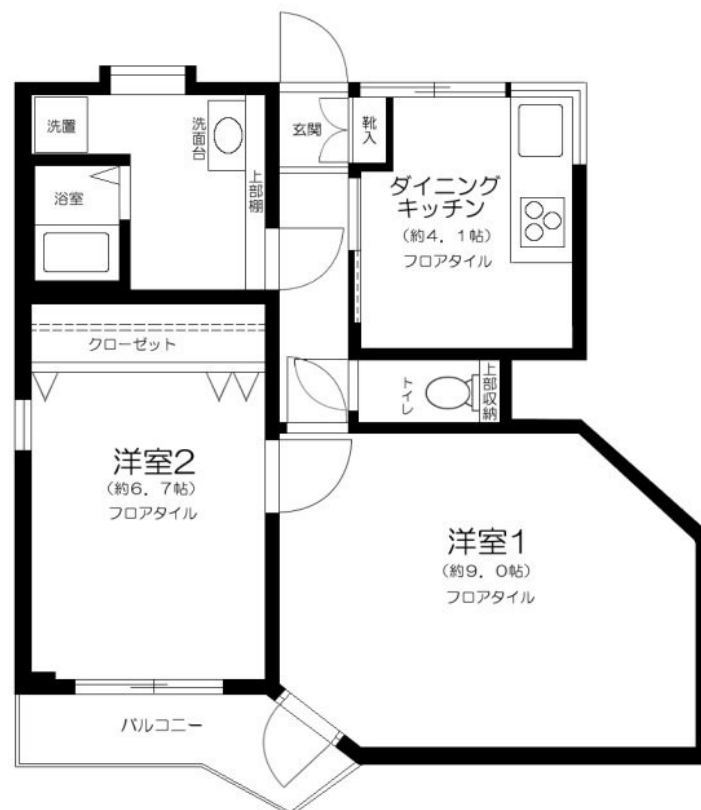 洗置
洗面台
上部棚
浴室
玄関
靴入
ダイニング
キッチン
（約4．1帖）
フロアタイル
クローゼット
トイレ
上部収納
洋室2
（約6．7帖）
フロアタイル
洋室1
（約9．0帖）
フロアタイル
バルコニー